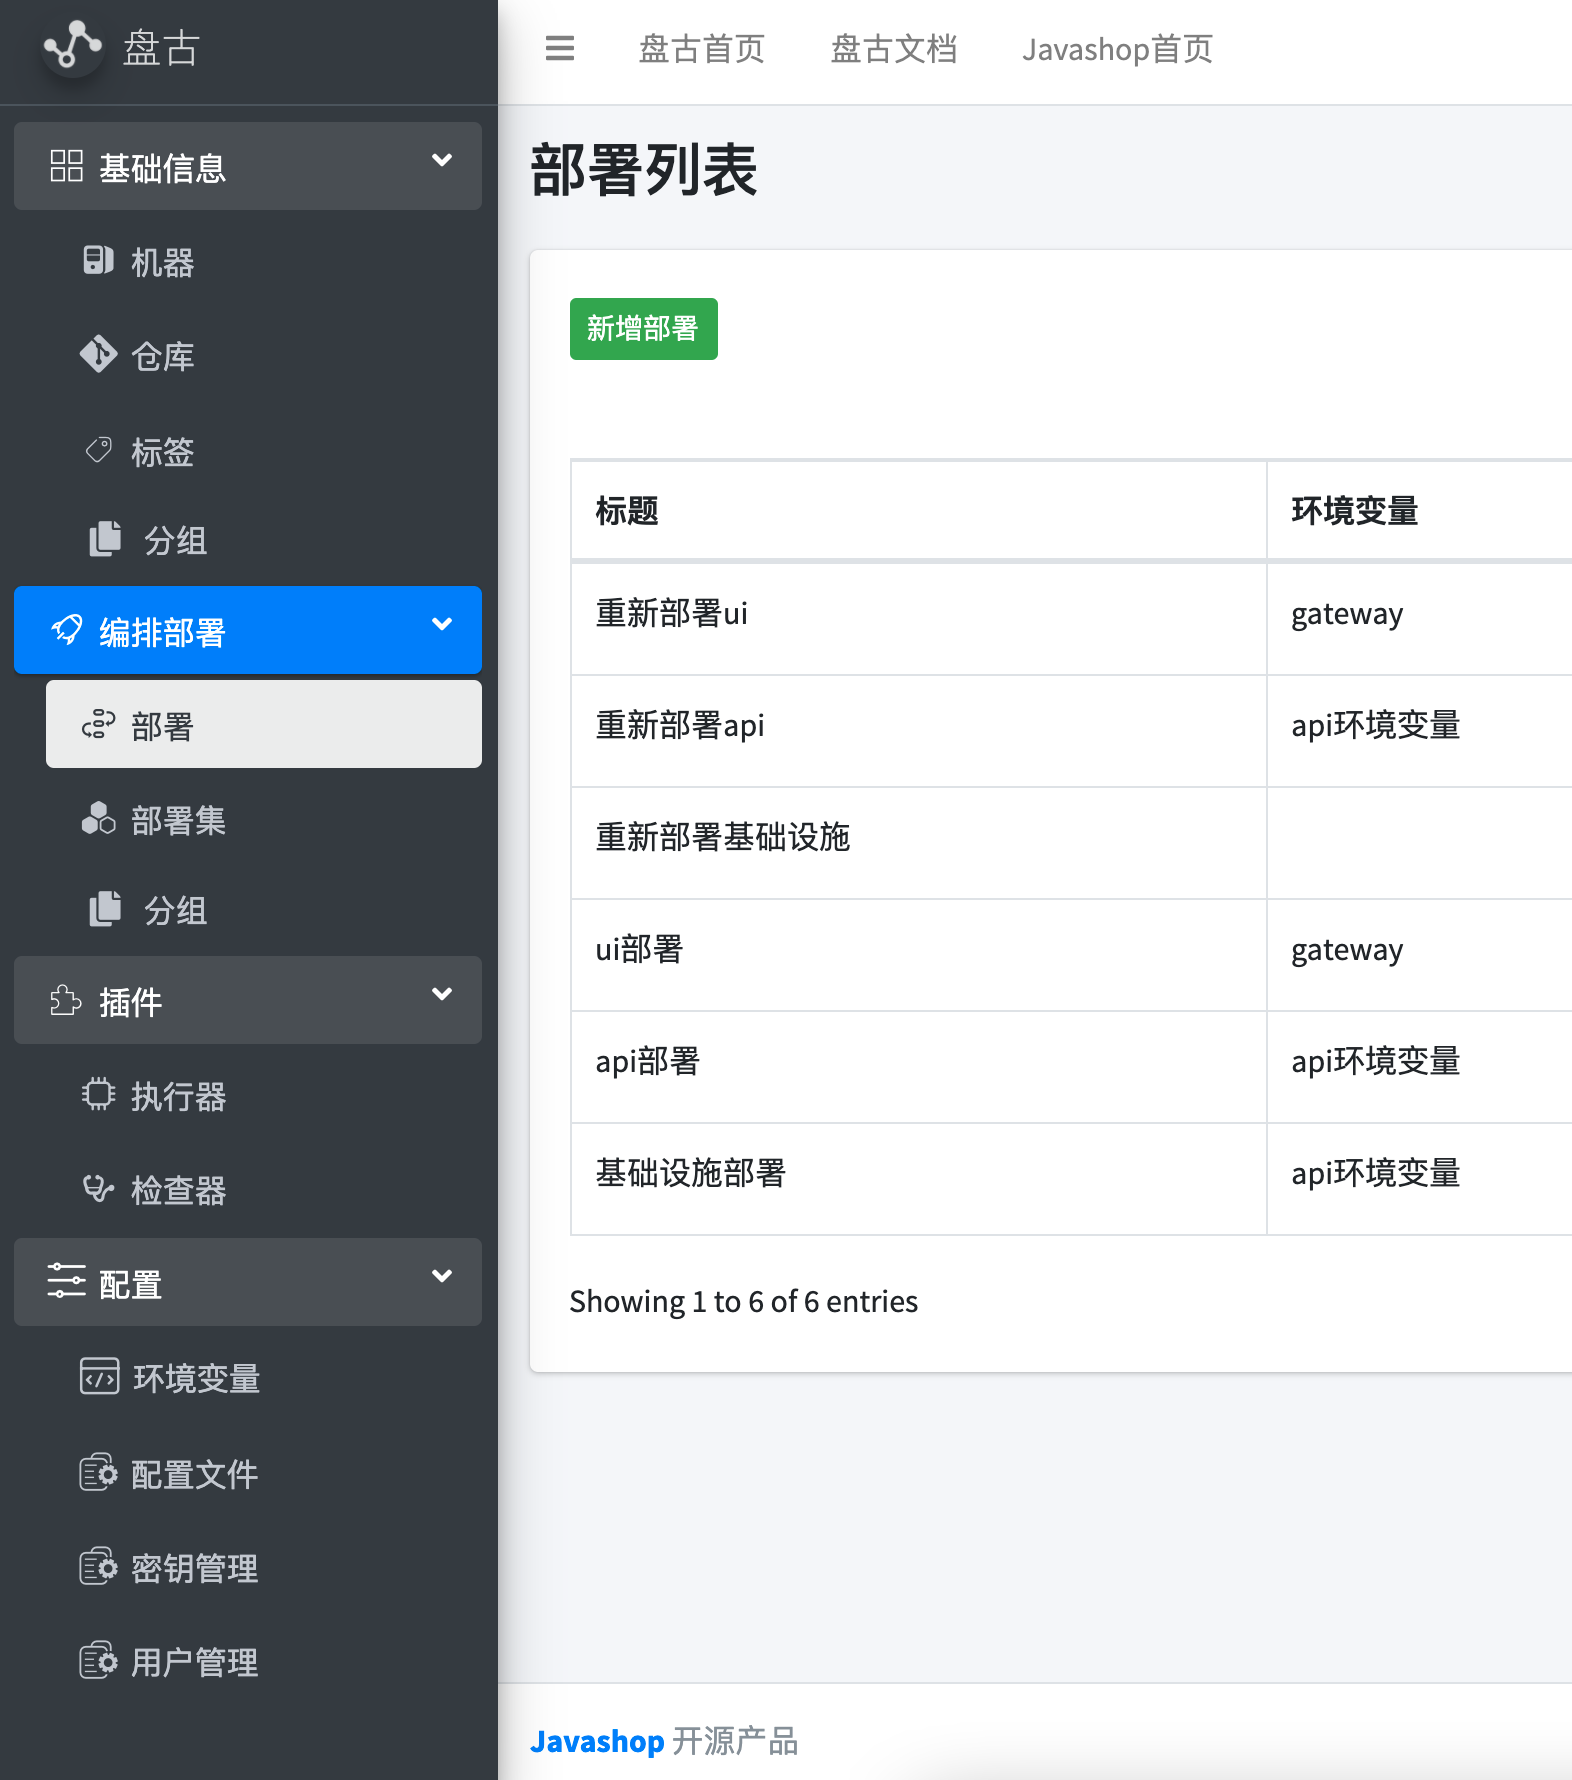 盘古
基础信息
机器
仓库
标签
分组
编排部署
部署
部署集
分组
插件
执行器
检查器
配置
环境变量
配置文件
密钥管理
用户管理
盘古首页 盘古文档 Javashop首页
部署列表
新增部署
标题 环境变量
重新部署ui gateway
重新部署api api环境变量
重新部署基础设施
ui部署 gateway
api部署 api环境变量
基础设施部署 api环境变量
Showing 1 to 6 of 6 entries
Javashop 开源产品